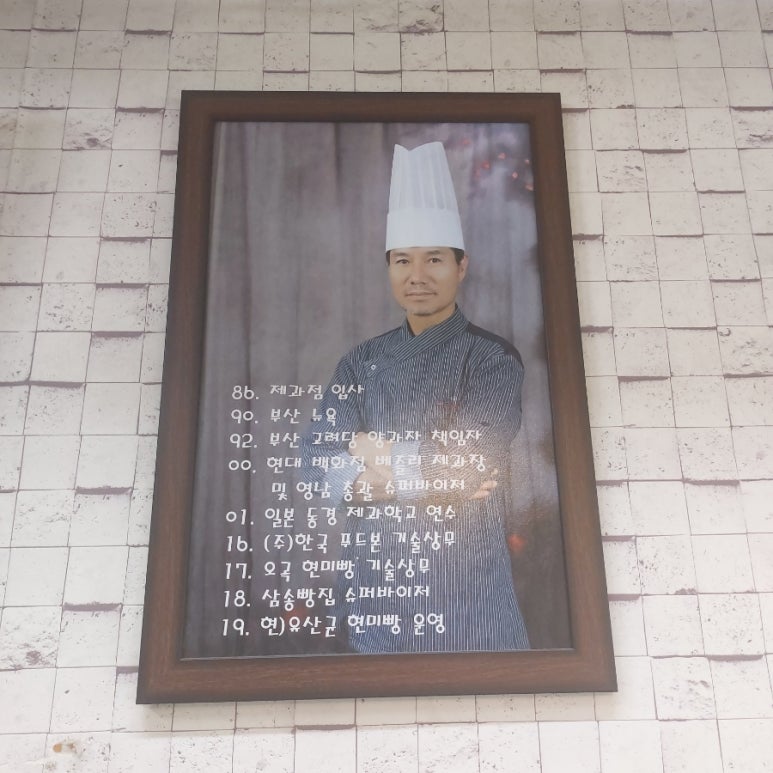 86. 제과점 입사
90. 부산 뉴욕
92. 부산 고려당 양과자 책임자
00. 현대 백화점 베즐리 제과장,
및 영남 총괄 슈퍼바이저
01. 일본 동경 제과학교 연수
16. (주)한국 푸드본 기술상무
17. 오곡 현미빵 기술상무
18. 삼송빵집 슈퍼바이저
19. 현)유산균 현미빵 운영